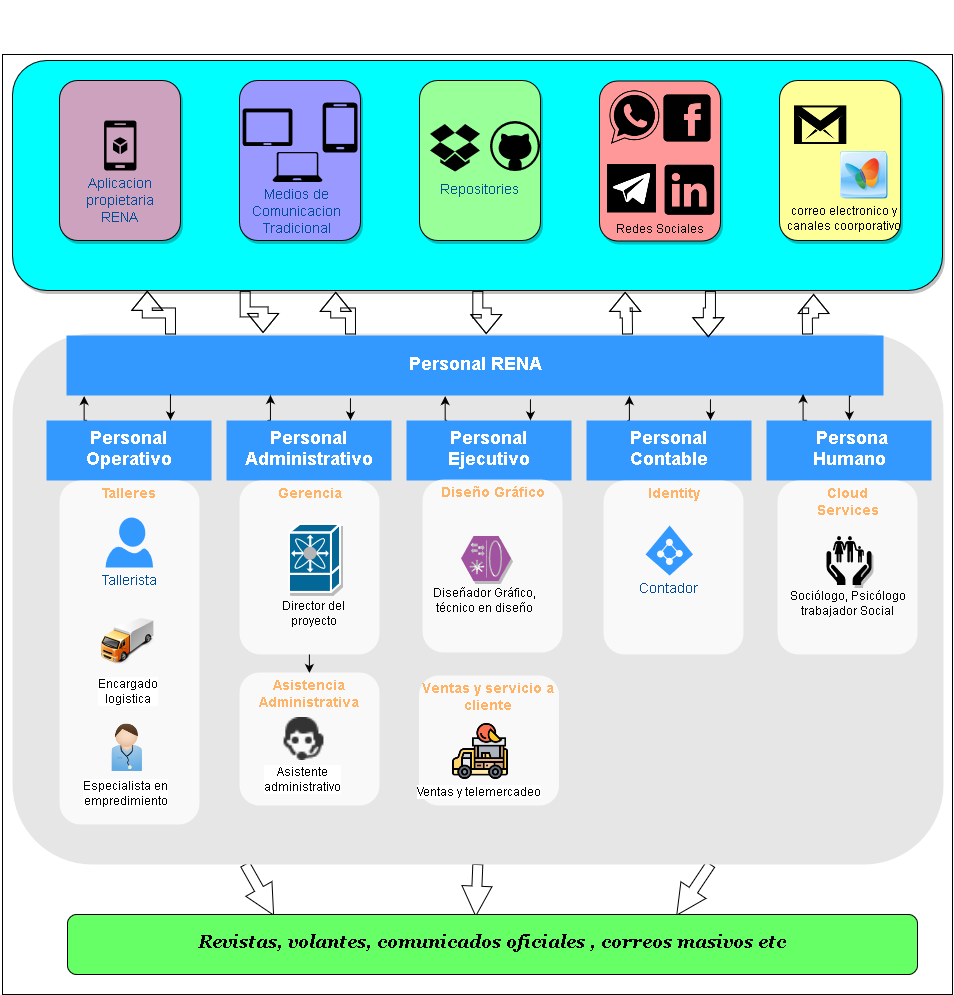 Aplicacion
propietaria
RENA
Medios de
Comunicacion
Tradicional
Repositories
Redes Sociales
correo electronico y
canales coorporativo
Personal RENA
Personal
Operativo
Personal
Administrativo
Personal
Ejecutivo
Personal
Contable
Persona
Humano
Talleres
Tallerista
Encargado
logistica
Especialista en
empredimiento
Gerencia
Director del
proyecto
Asistencia
Administrativa
Asistente
administrativo
Diseño Gráfico
Diseñador Gráfico,
técnico en diseño
Ventas y servicio a
cliente
Ventas y telemercadeo
Identity
Contador
Cloud
Services
Sociólogo, Psicólogo
trabajador Social
Revistas, volantes, comunicados oficiales , correos masivos etc